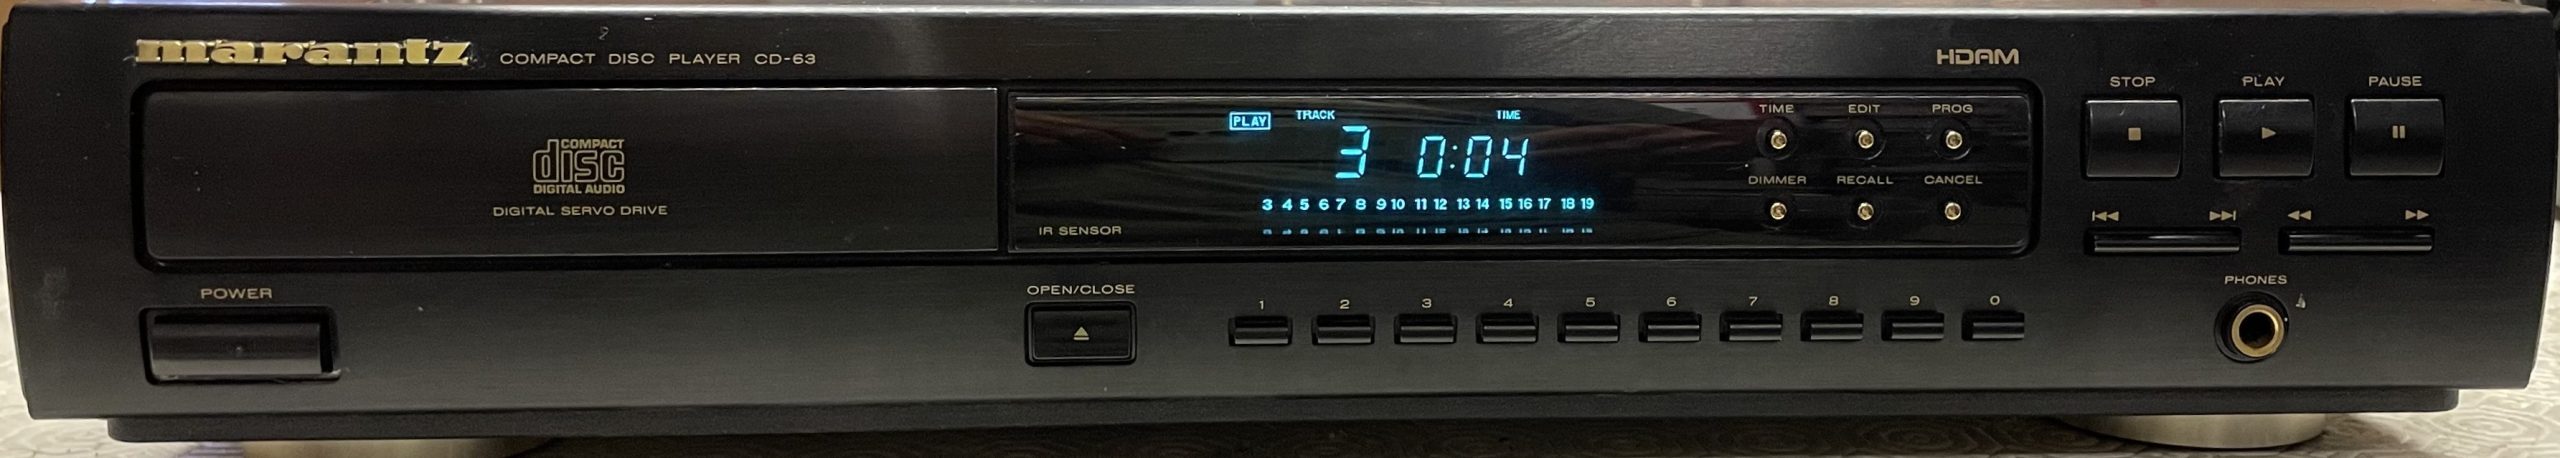 marantz COMPACT DISC PLAYER CD-63
HDAM
COMPACT
disc
DIGITAL AUDIO
DIGITAL SERVO DRIVE
PLAY TRACK TIME
3 0:04
3 4 5 6 7 8 9 10 11 12 13 14 15 16 17 18 19
IR SENSOR
TIME EDIT PROG
DIMMER RECALL CANCEL
STOP PLAY PAUSE
POWER
OPEN/CLOSE
1 2 3 4 5 6 7 8 9 0
PHONES